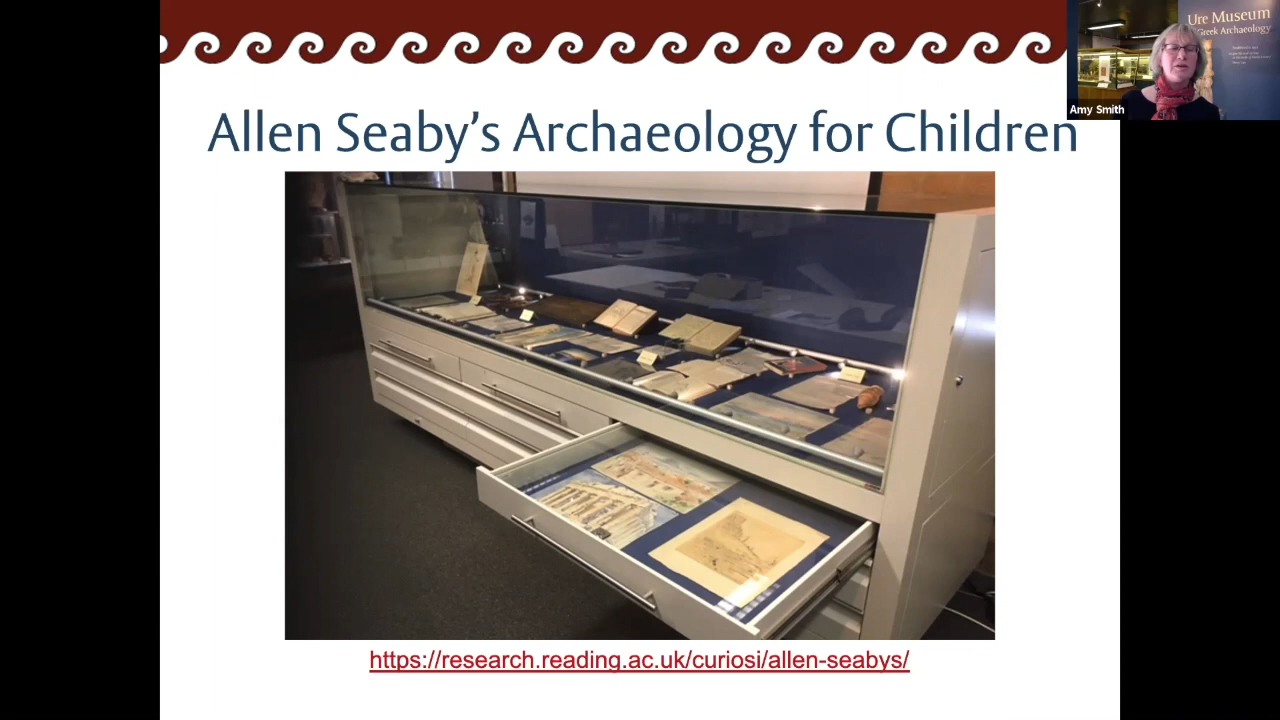 Allen Seaby’s Archaeology for Children
https://research.reading.ac.uk/curiosi/allen-seabys/
Ure Museum
Greek Archaeology
Amy Smith